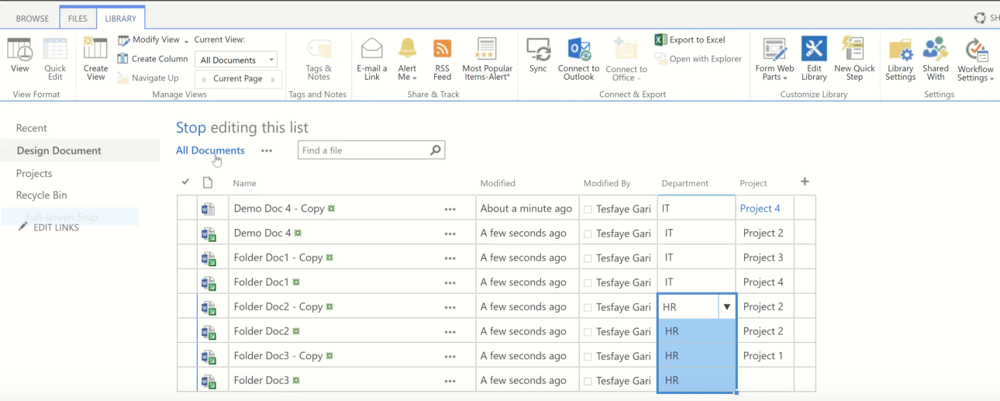 BROWSE FILES LIBRARY SH
View
Quick Edit
View Format
Create View
Modify View
Create Column
Navigate Up
Current View:
All Documents
Current Page
Manage Views
Tags & Notes
Tags and Notes
E-mail a Link
Alert Me
RSS Feed
Most Popular Items-Alert*
Share & Track
Sync
Connect to Outlook
Connect to Office
Export to Excel
Open with Explorer
Connect & Export
Form Web Parts
Edit Library
New Quick Step
Customize Library
Library Settings
Shared With
Workflow Settings
Settings
Recent
Design Document
Projects
Recycle Bin
Full-screen Snip
EDIT LINKS
Stop editing this list
All Documents ••• Find a file
Name Modified Modified By Department Project
Demo Doc 4 - Copy ••• About a minute ago Tesfaye Gari IT Project 4
Demo Doc 4 ••• A few seconds ago Tesfaye Gari IT Project 2
Folder Doc1 - Copy ••• A few seconds ago Tesfaye Gari IT Project 3
Folder Doc1 ••• A few seconds ago Tesfaye Gari IT Project 4
Folder Doc2 - Copy ••• A few seconds ago Tesfaye Gari HR Project 2
Folder Doc2 ••• A few seconds ago Tesfaye Gari HR Project 2
Folder Doc3 - Copy ••• A few seconds ago Tesfaye Gari HR Project 1
Folder Doc3 ••• A few seconds ago Tesfaye Gari HR